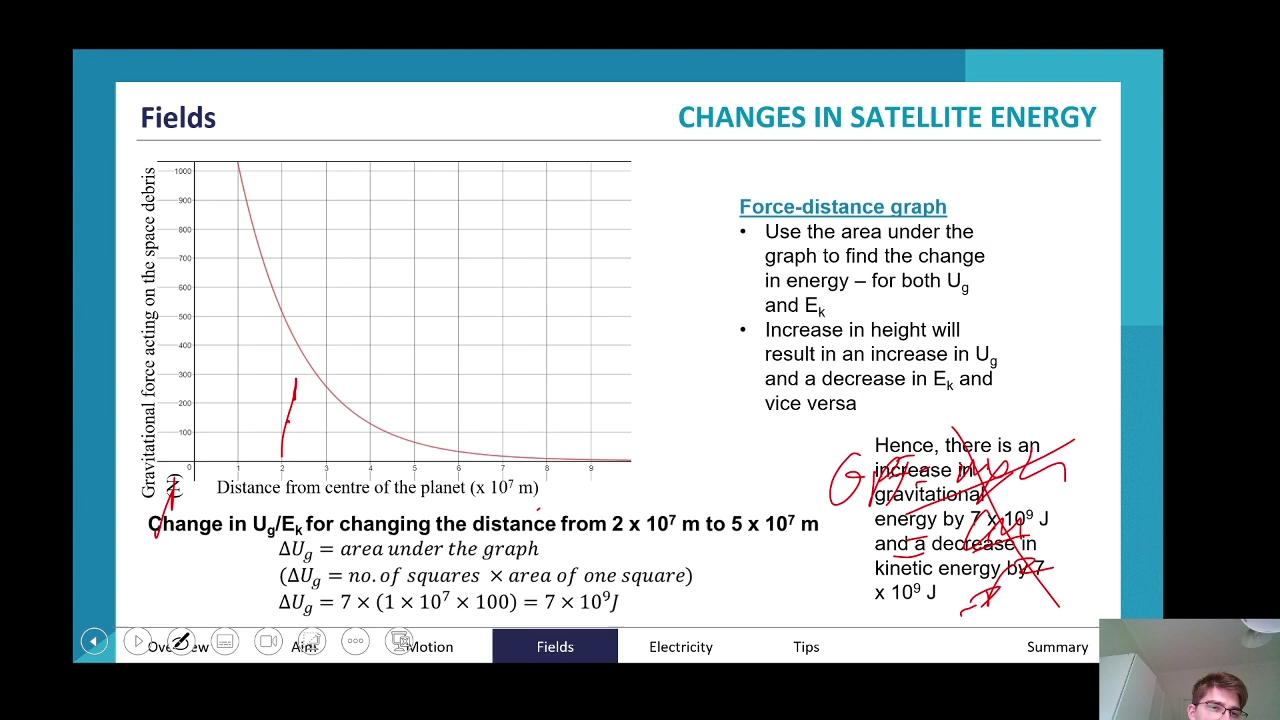 Fields
CHANGES IN SATELLITE ENERGY
Gravitational force acting on the space debris
1000
900
800
700
600
500
400
300
200
100
0 1 2 3 4 5 6 7 8 9
Distance from centre of the planet (x 10⁷ m)
Force-distance graph
• Use the area under the
graph to find the change
in energy – for both Ug
and Ek
• Increase in height will
result in an increase in Ug
and a decrease in Ek and
vice versa
Hence, there is an
increase in
gravitational
energy by 7 x 10⁹ J
and a decrease in
kinetic energy by 7
x 10⁹ J
Change in Ug/Ek for changing the distance from 2 x 10⁷ m to 5 x 10⁷ m
ΔUg = area under the graph
(ΔUg = no. of squares × area of one square)
ΔUg = 7 × (1 × 10⁷ × 100) = 7 × 10⁹J
Overview Aim Motion Fields Electricity Tips Summary